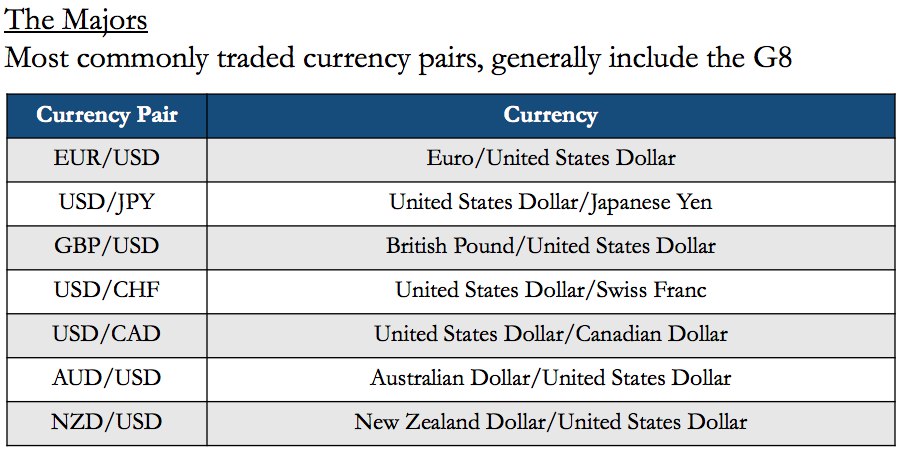 The Majors
Most commonly traded currency pairs, generally include the G8
Currency Pair Currency
EUR/USD Euro/United States Dollar
USD/JPY United States Dollar/Japanese Yen
GBP/USD British Pound/United States Dollar
USD/CHF United States Dollar/Swiss Franc
USD/CAD United States Dollar/Canadian Dollar
AUD/USD Australian Dollar/United States Dollar
NZD/USD New Zealand Dollar/United States Dollar